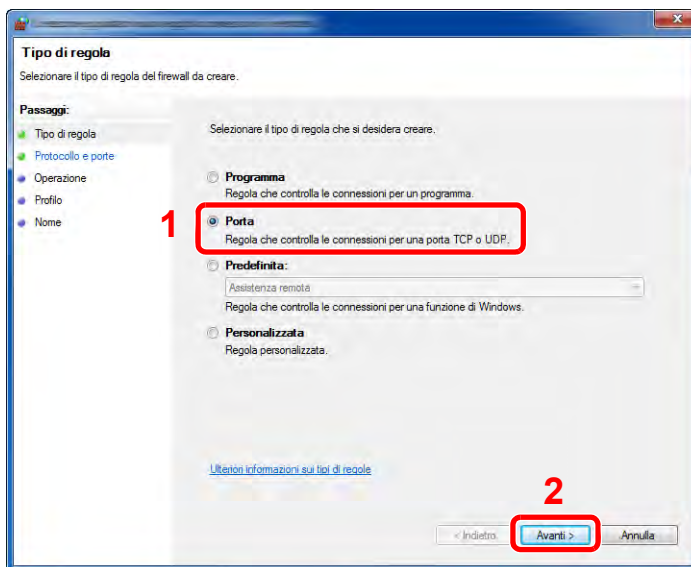 Tipo di regola
Selezionare il tipo di regola del firewall da creare.
Passaggi:
Tipo di regola
Protocollo e porte
Operazione
Profilo
Nome
Selezionare il tipo di regola che si desidera creare.
Programma
Regola che controlla le connessioni per un programma.
1
Porta
Regola che controlla le connessioni per una porta TCP o UDP.
Predefinita:
Assistenza remota
Regola che controlla le connessioni per una funzione di Windows.
Personalizzata
Regola personalizzata.
Ulteriori informazioni sui tipi di regole
2
< Indietro
Avanti >
Annulla